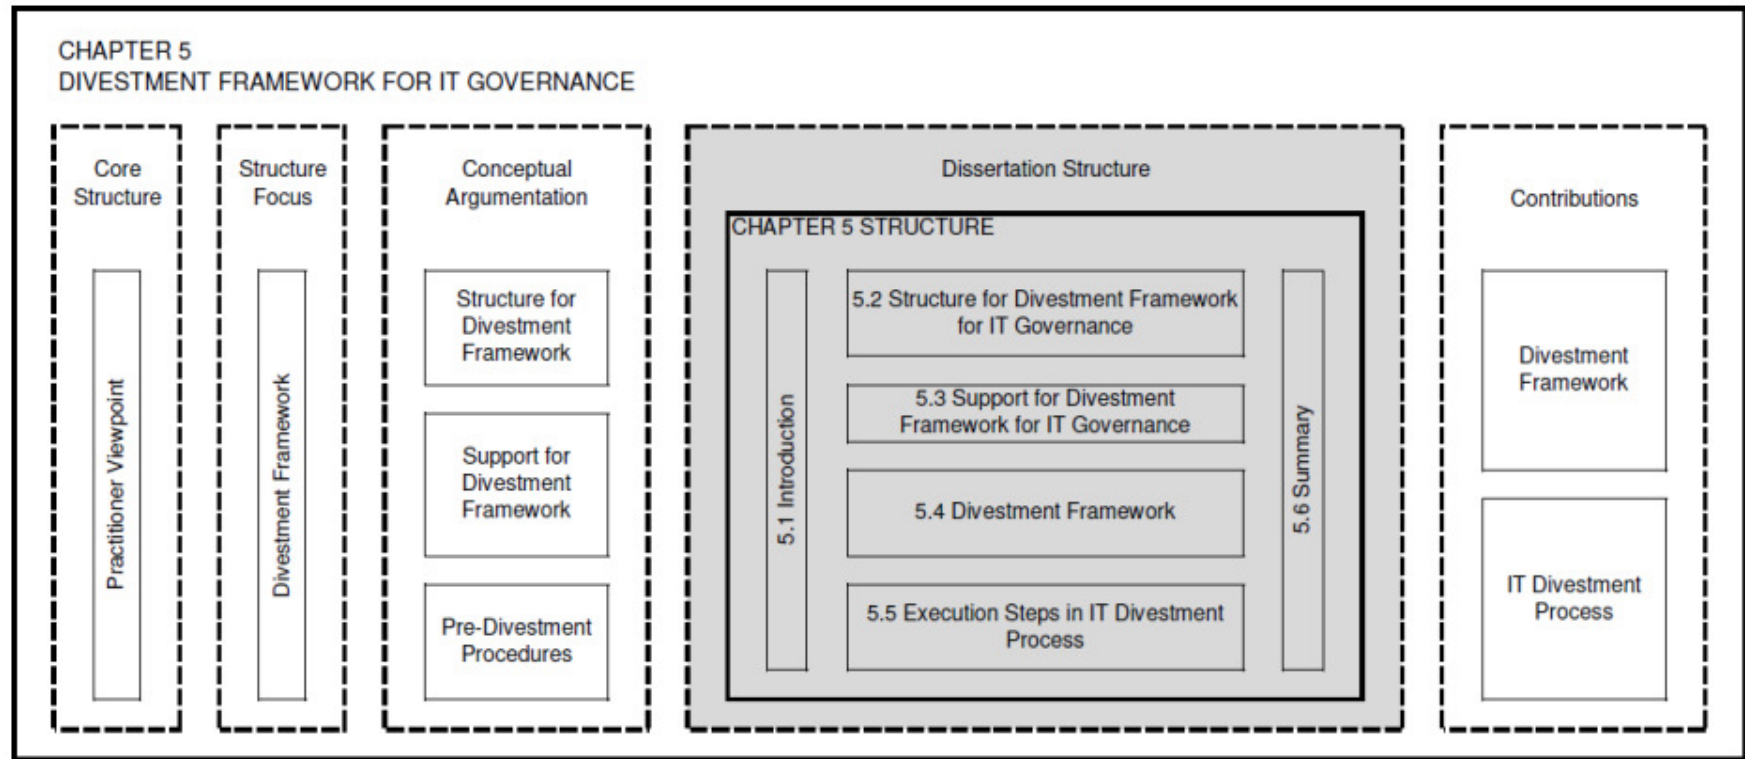 CHAPTER 5
DIVESTMENT FRAMEWORK FOR IT GOVERNANCE
Core
Structure
Practitioner Viewpoint
Structure
Focus
Divestment Framework
Conceptual
Argumentation
Structure for
Divestment
Framework
Support for
Divestment
Framework
Pre-Divestment
Procedures
Dissertation Structure
CHAPTER 5 STRUCTURE
5.1 Introduction
5.2 Structure for Divestment Framework
for IT Governance
5.3 Support for Divestment
Framework for IT Governance
5.4 Divestment Framework
5.5 Execution Steps in IT Divestment
Process
5.6 Summary
Contributions
Divestment
Framework
IT Divestment
Process